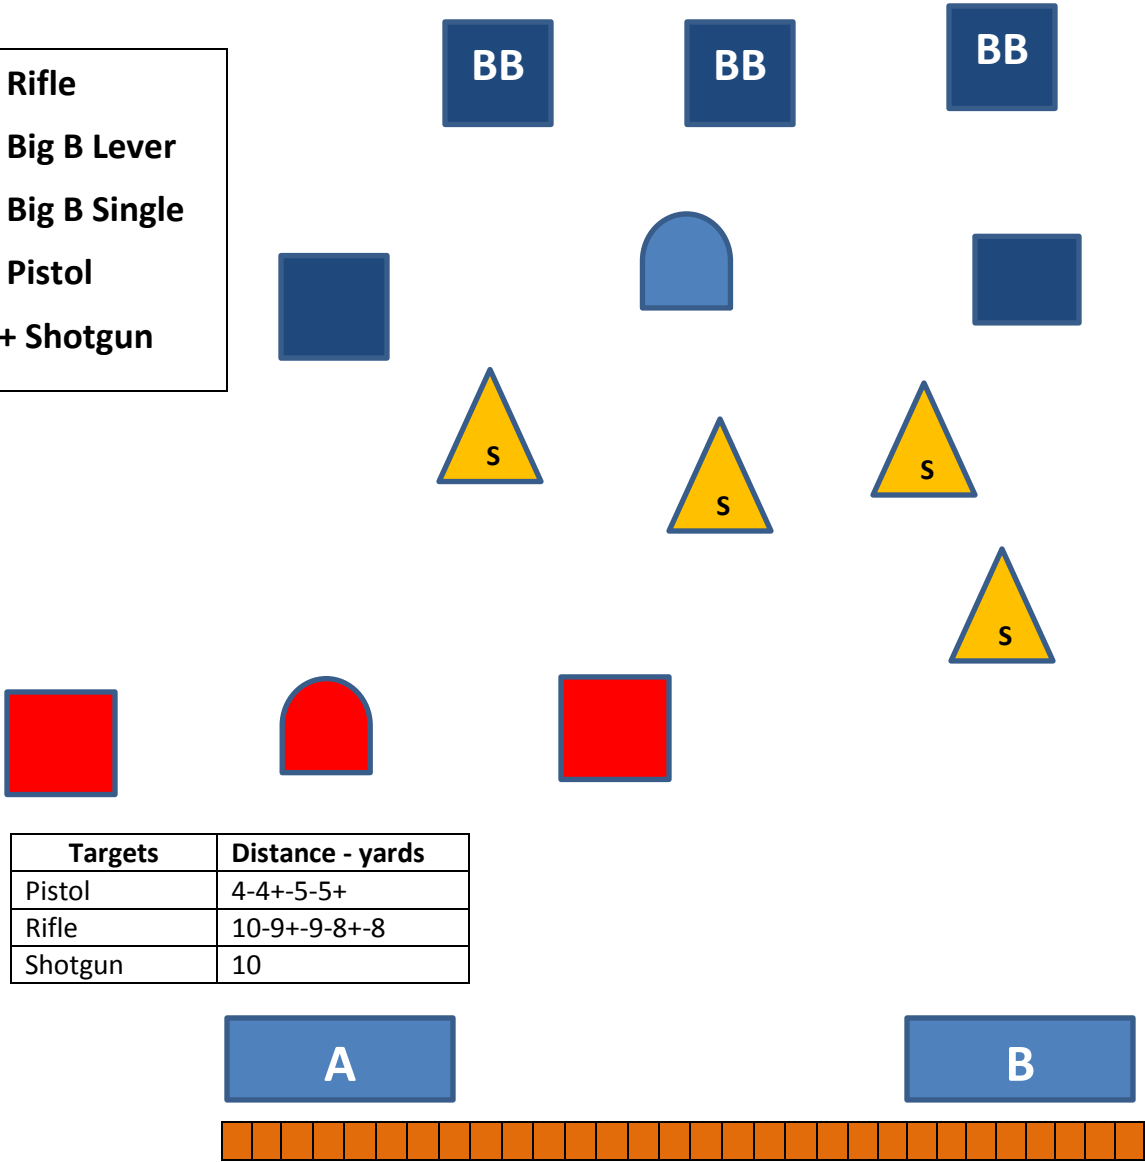 BB BB BB
Rifle
Big B Lever
Big B Single
Pistol
+ Shotgun
S
S
S
S
Targets Distance - yards
Pistol 4-4+-5-5+
Rifle 10-9+-9-8+-8
Shotgun 10
A B